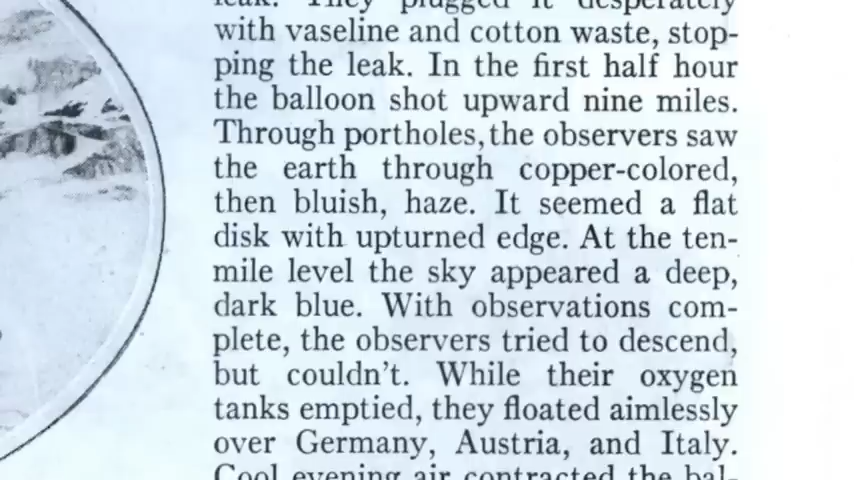 leak. They plugged it desperately
with vaseline and cotton waste, stop-
ping the leak. In the first half hour
the balloon shot upward nine miles.
Through portholes, the observers saw
the earth through copper-colored,
then bluish, haze. It seemed a flat
disk with upturned edge. At the ten-
mile level the sky appeared a deep,
dark blue. With observations com-
plete, the observers tried to descend,
but couldn't. While their oxygen
tanks emptied, they floated aimlessly
over Germany, Austria, and Italy.
Cool evening air contracted the bal-